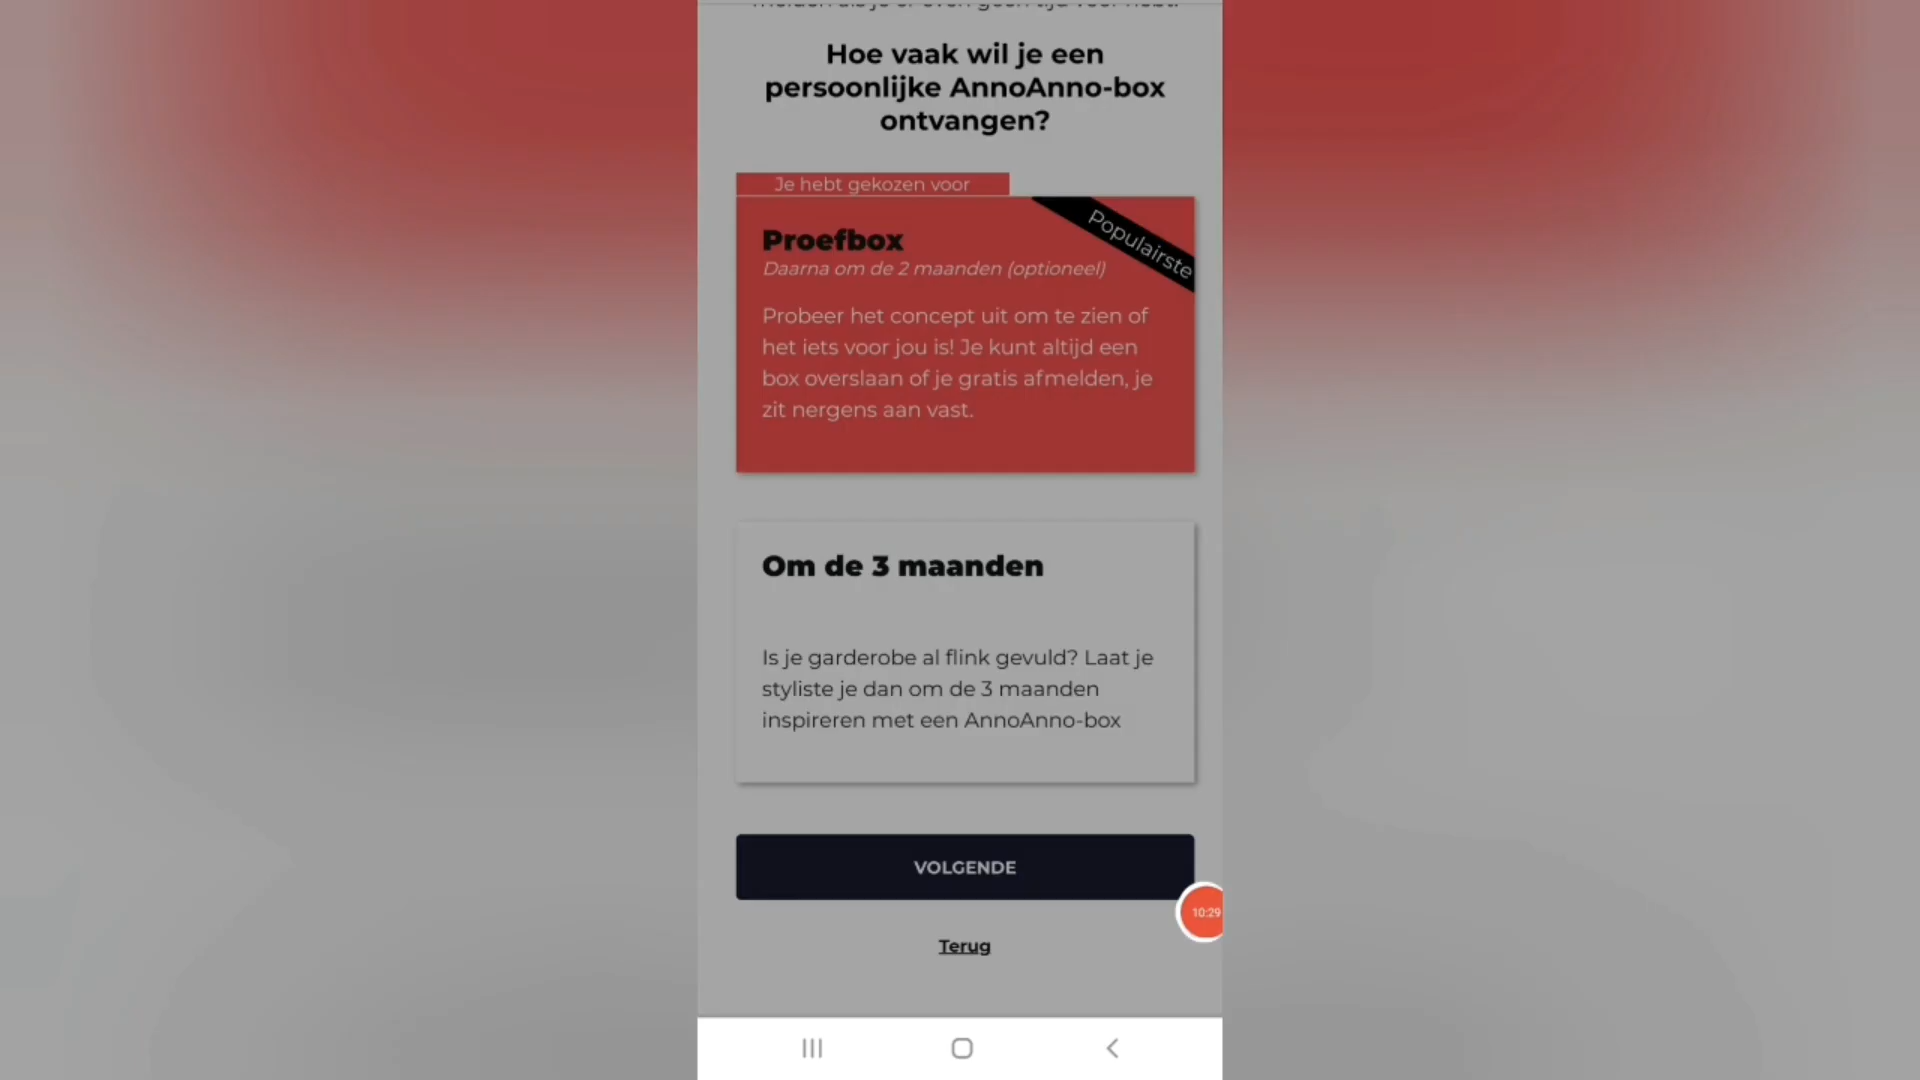 Hoe vaak wil je een
persoonlijke AnnoAnno-box
ontvangen?
Je hebt gekozen voor
Populairste
Proefbox
Daarna om de 2 maanden (optioneel)
Probeer het concept uit om te zien of
het iets voor jou is! Je kunt altijd een
box overslaan of je gratis afmelden, je
zit nergens aan vast.
Om de 3 maanden
Is je garderobe al flink gevuld? Laat je
styliste je dan om de 3 maanden
inspireren met een AnnoAnno-box
VOLGENDE
10:29
Terug